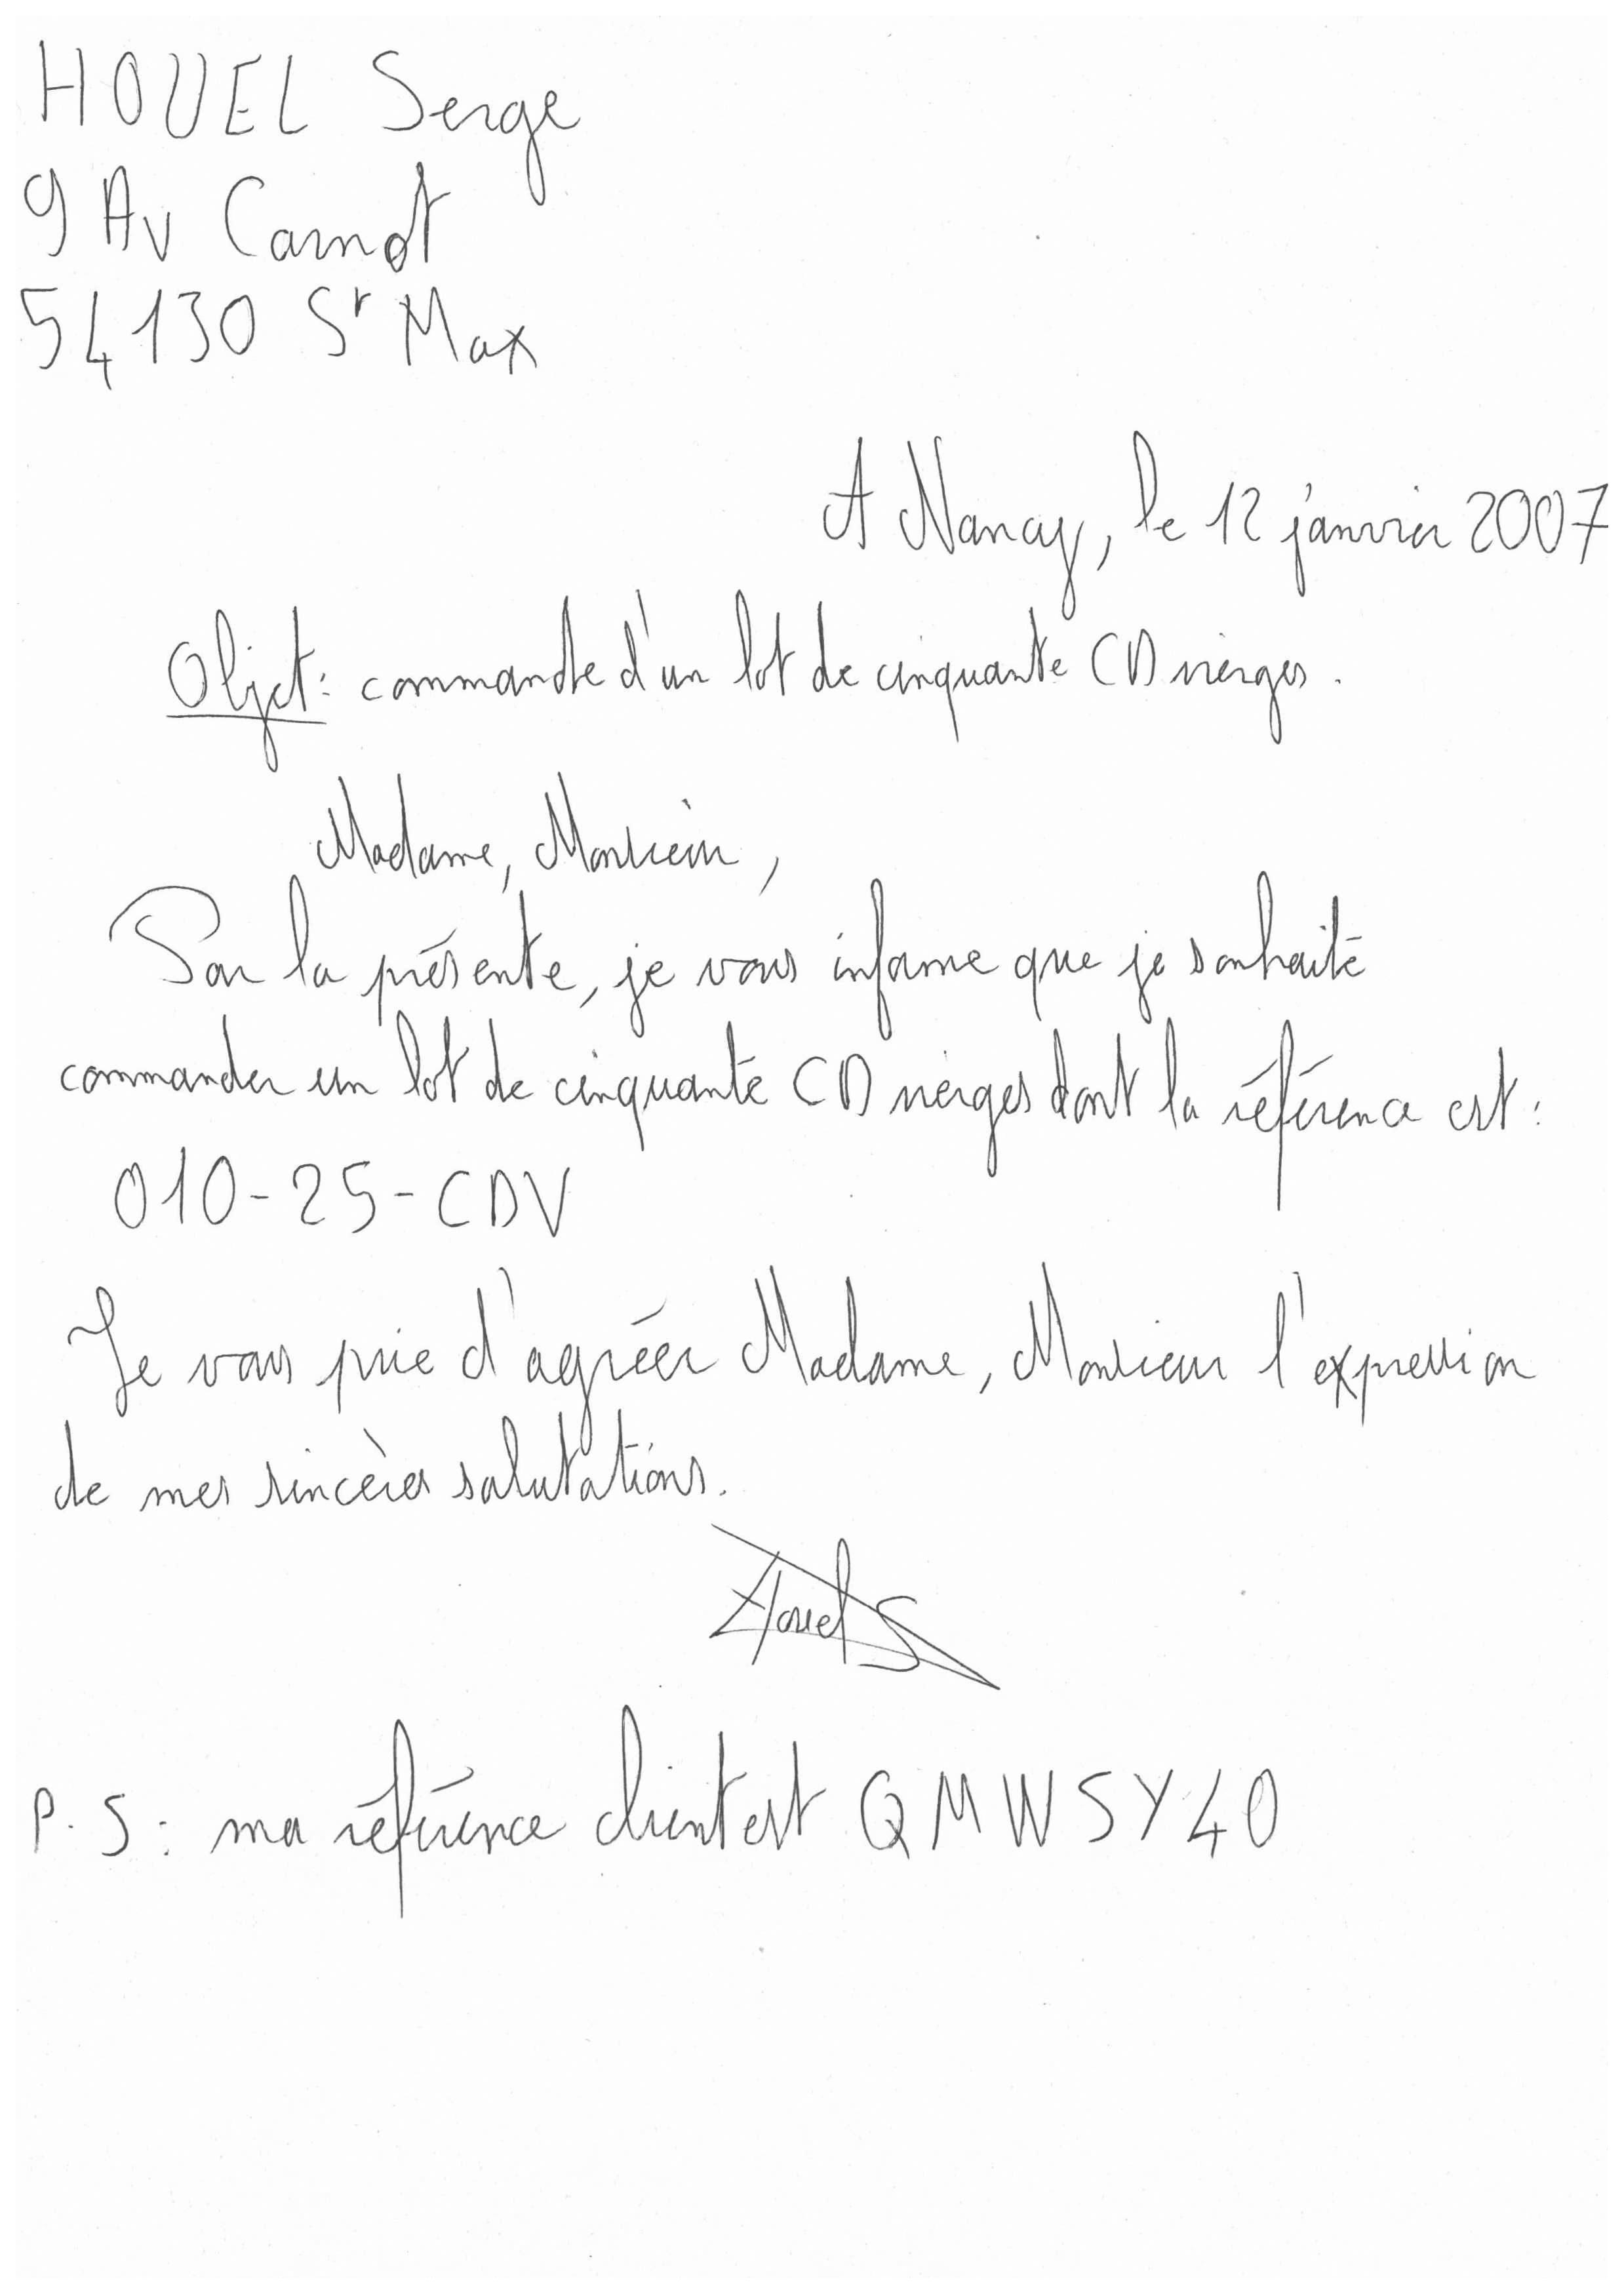 HOUEL Serge
9 Av Carnot
54130 St Max
A Nancy, le 12 janvier 2007
Objet: commande d'un lot de cinquante CD vierges.
Madame, Monsieur,
Par la présente, je vous informe que je souhaite
commander un lot de cinquante CD vierges dont la référence est:
010-25-CDV
Je vous prie d'agréer Madame, Monsieur l'expression
de mes sincères salutations.
Houel S
P.S: ma référence client est QMWSY40